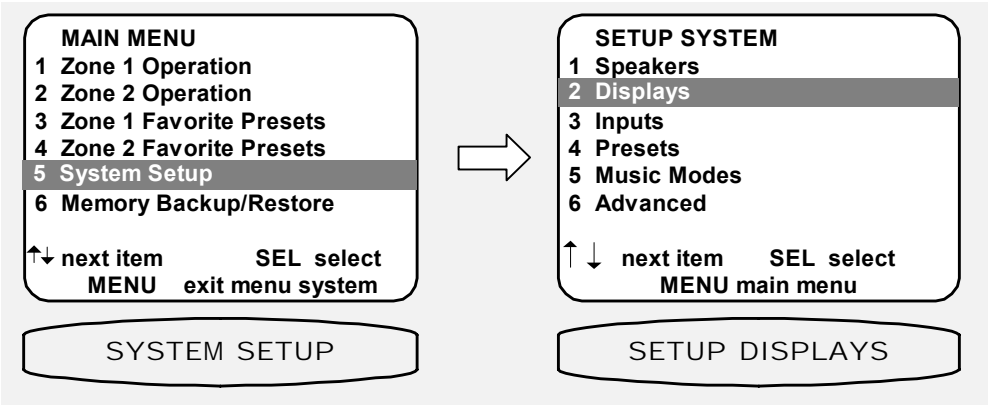 MAIN MENU
1 Zone 1 Operation
2 Zone 2 Operation
3 Zone 1 Favorite Presets
4 Zone 2 Favorite Presets
5 System Setup
6 Memory Backup/Restore
↑↓ next item SEL select
MENU exit menu system
SYSTEM SETUP
SETUP SYSTEM
1 Speakers
2 Displays
3 Inputs
4 Presets
5 Music Modes
6 Advanced
↑ ↓ next item SEL select
MENU main menu
SETUP DISPLAYS